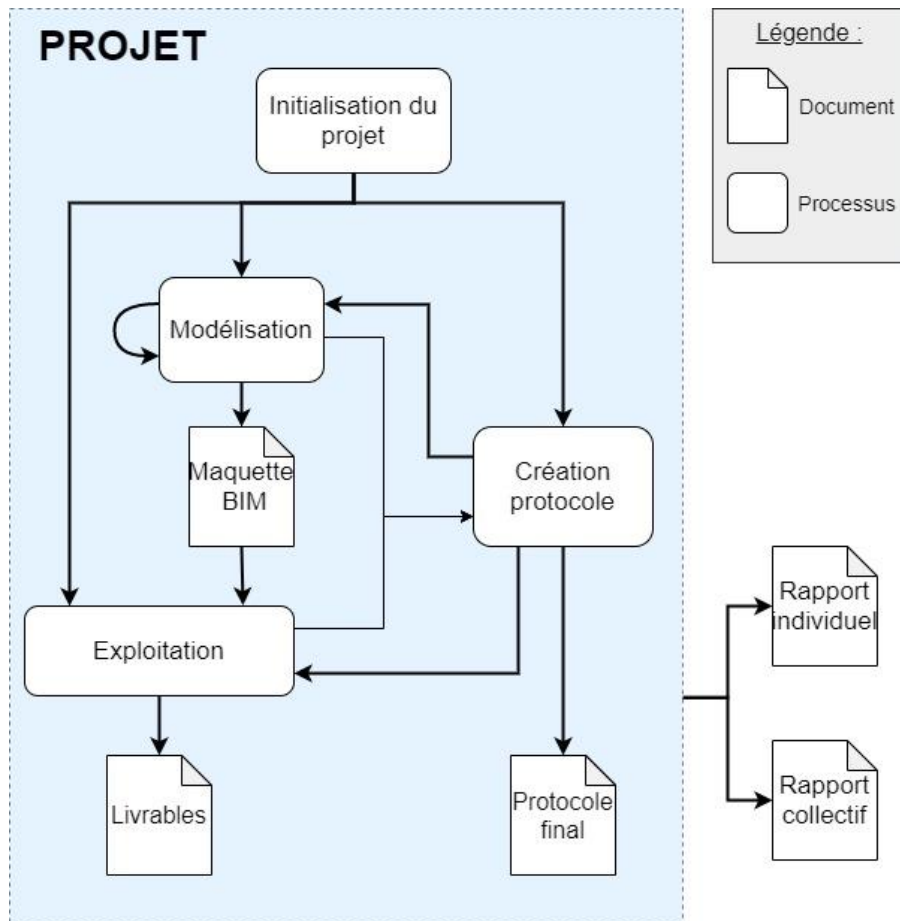 PROJET
Légende :
Document
Processus
Initialisation du
projet
Modélisation
Maquette
BIM
Création
protocole
Exploitation
Livrables
Protocole
final
Rapport
individuel
Rapport
collectif